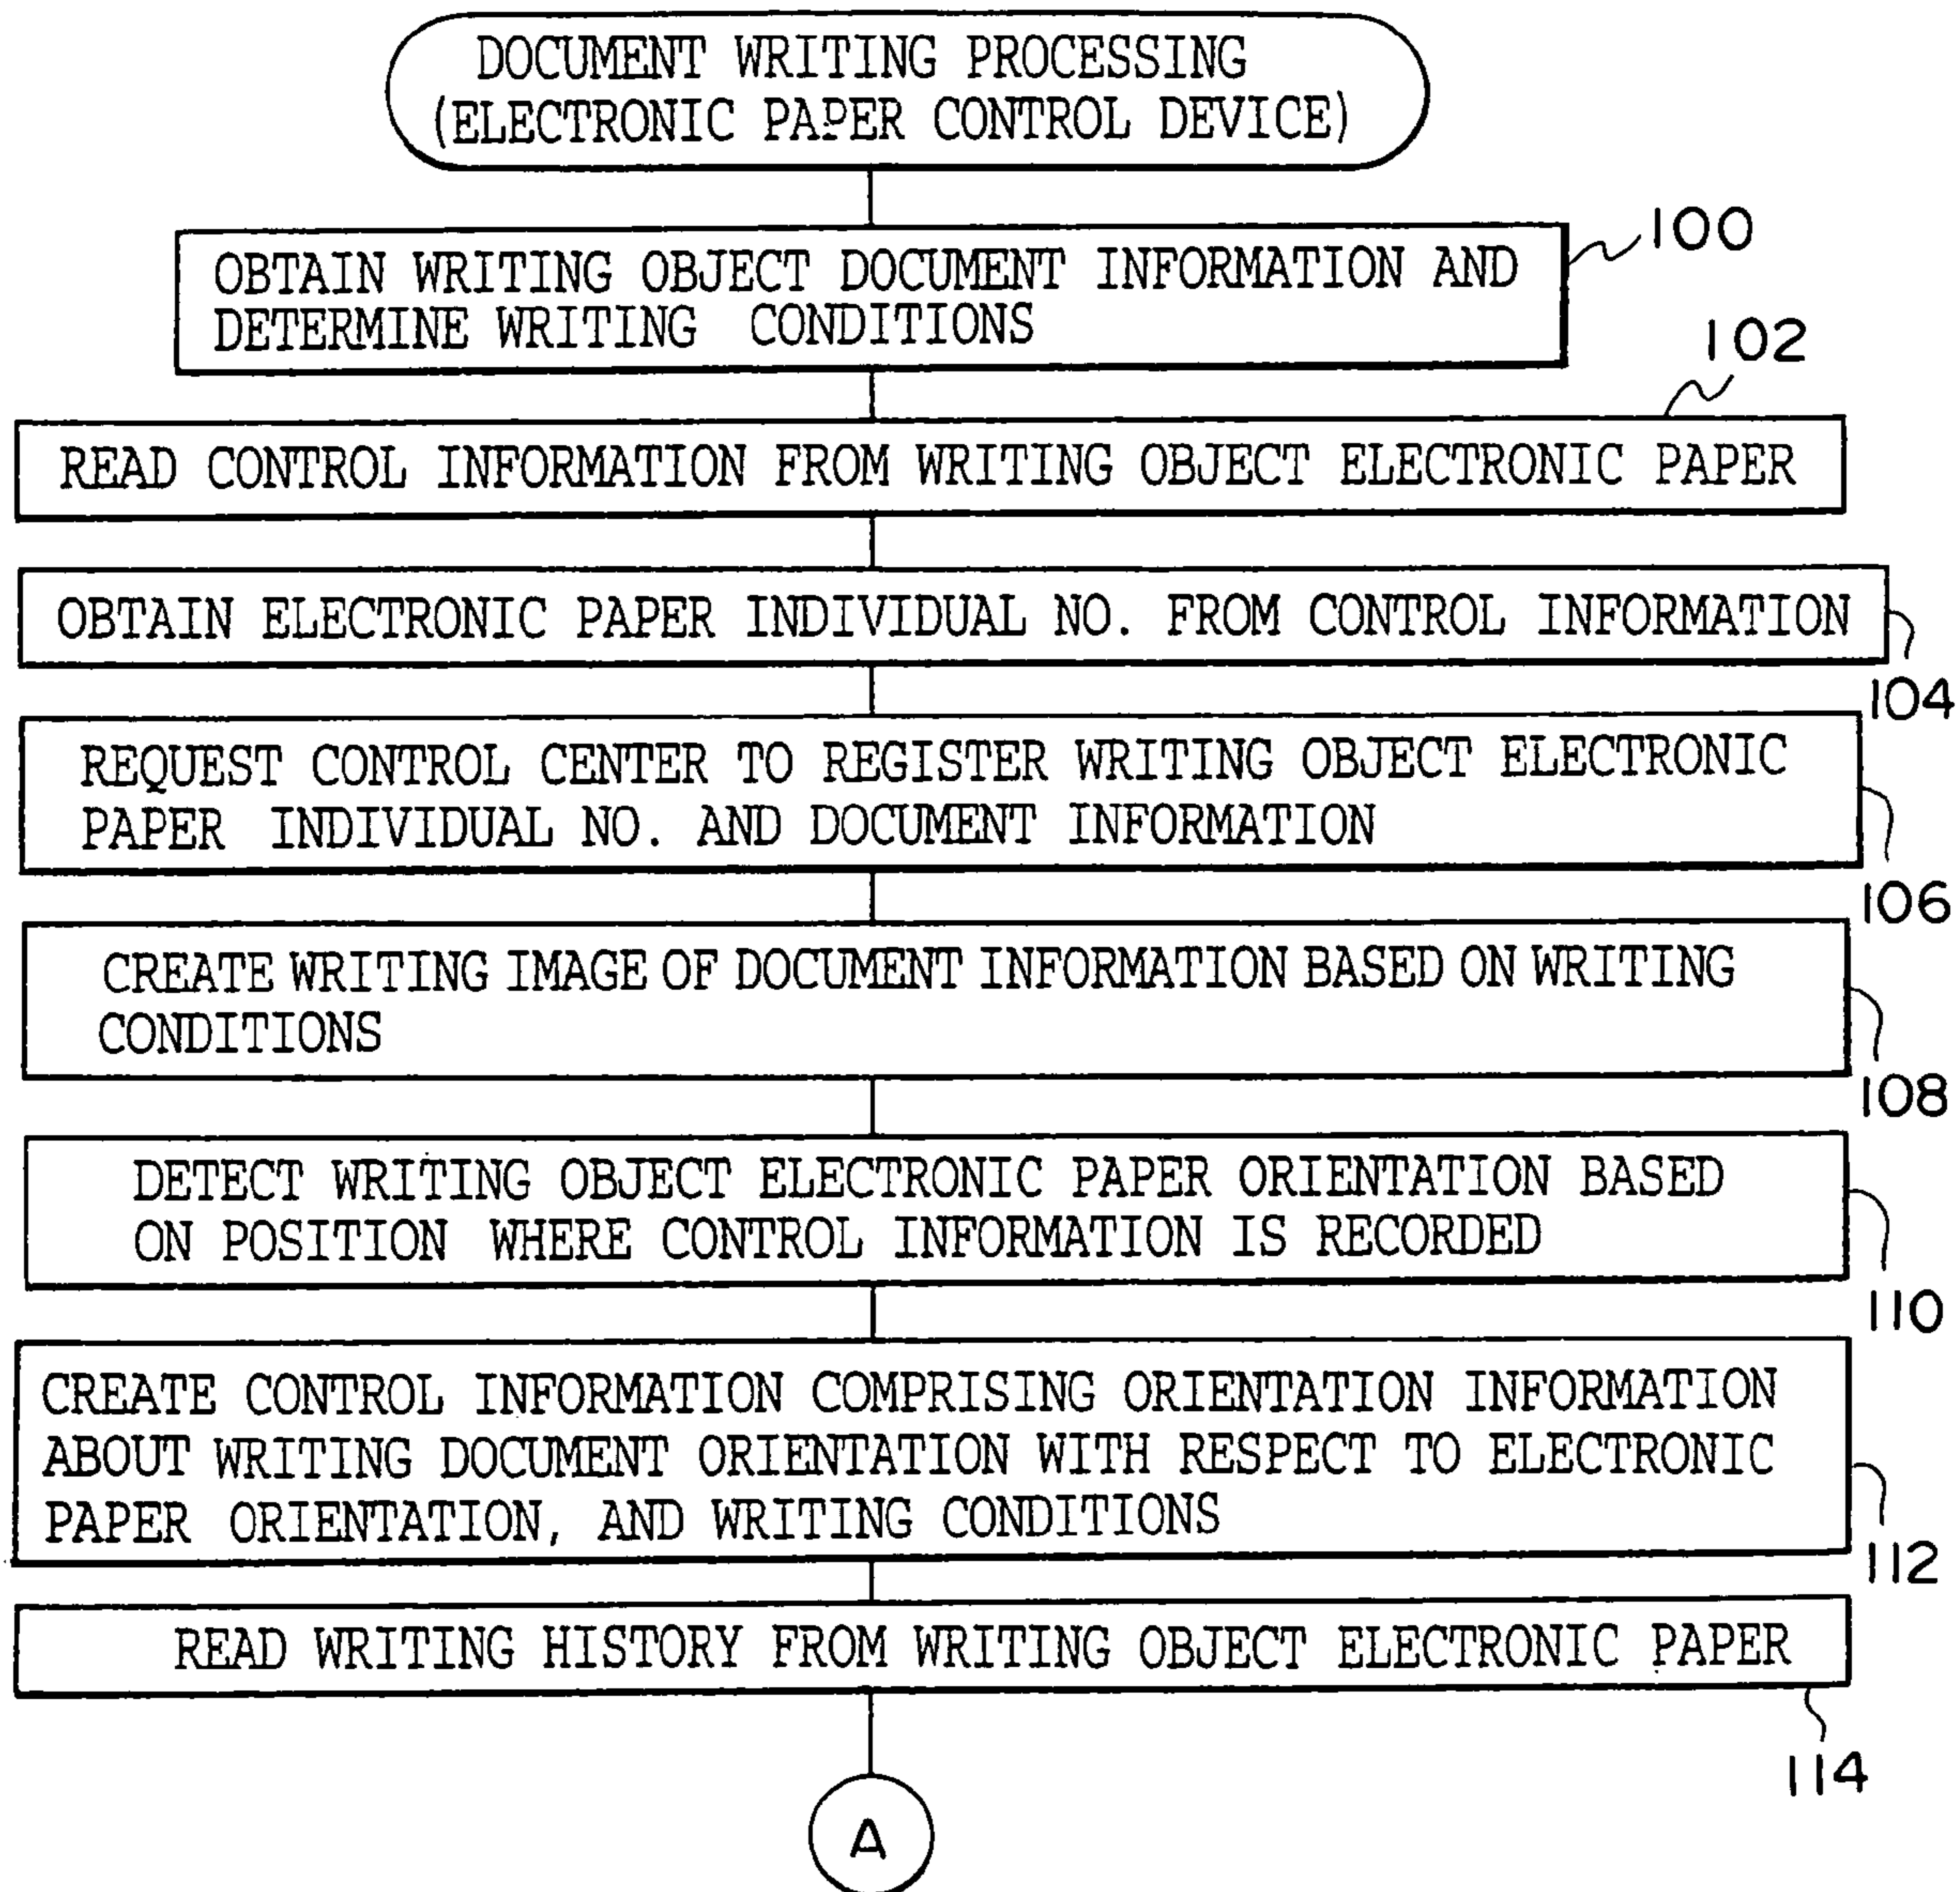 DOCUMENT WRITING PROCESSING
(ELECTRONIC PAPER CONTROL DEVICE)
100
OBTAIN WRITING OBJECT DOCUMENT INFORMATION AND
DETERMINE WRITING CONDITIONS
102
READ CONTROL INFORMATION FROM WRITING OBJECT ELECTRONIC PAPER
OBTAIN ELECTRONIC PAPER INDIVIDUAL NO. FROM CONTROL INFORMATION
104
REQUEST CONTROL CENTER TO REGISTER WRITING OBJECT ELECTRONIC
PAPER INDIVIDUAL NO. AND DOCUMENT INFORMATION
106
CREATE WRITING IMAGE OF DOCUMENT INFORMATION BASED ON WRITING
CONDITIONS
108
DETECT WRITING OBJECT ELECTRONIC PAPER ORIENTATION BASED
ON POSITION WHERE CONTROL INFORMATION IS RECORDED
110
CREATE CONTROL INFORMATION COMPRISING ORIENTATION INFORMATION
ABOUT WRITING DOCUMENT ORIENTATION WITH RESPECT TO ELECTRONIC
PAPER ORIENTATION, AND WRITING CONDITIONS
112
READ WRITING HISTORY FROM WRITING OBJECT ELECTRONIC PAPER
114
A